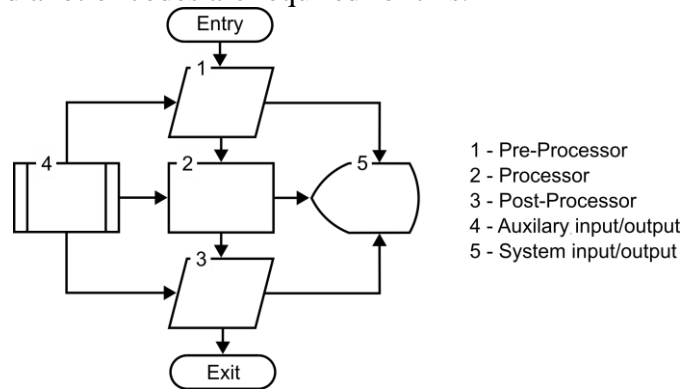 Entry
1
4
2
5
3
Exit
1 - Pre-Processor
2 - Processor
3 - Post-Processor
4 - Auxilary input/output
5 - System input/output